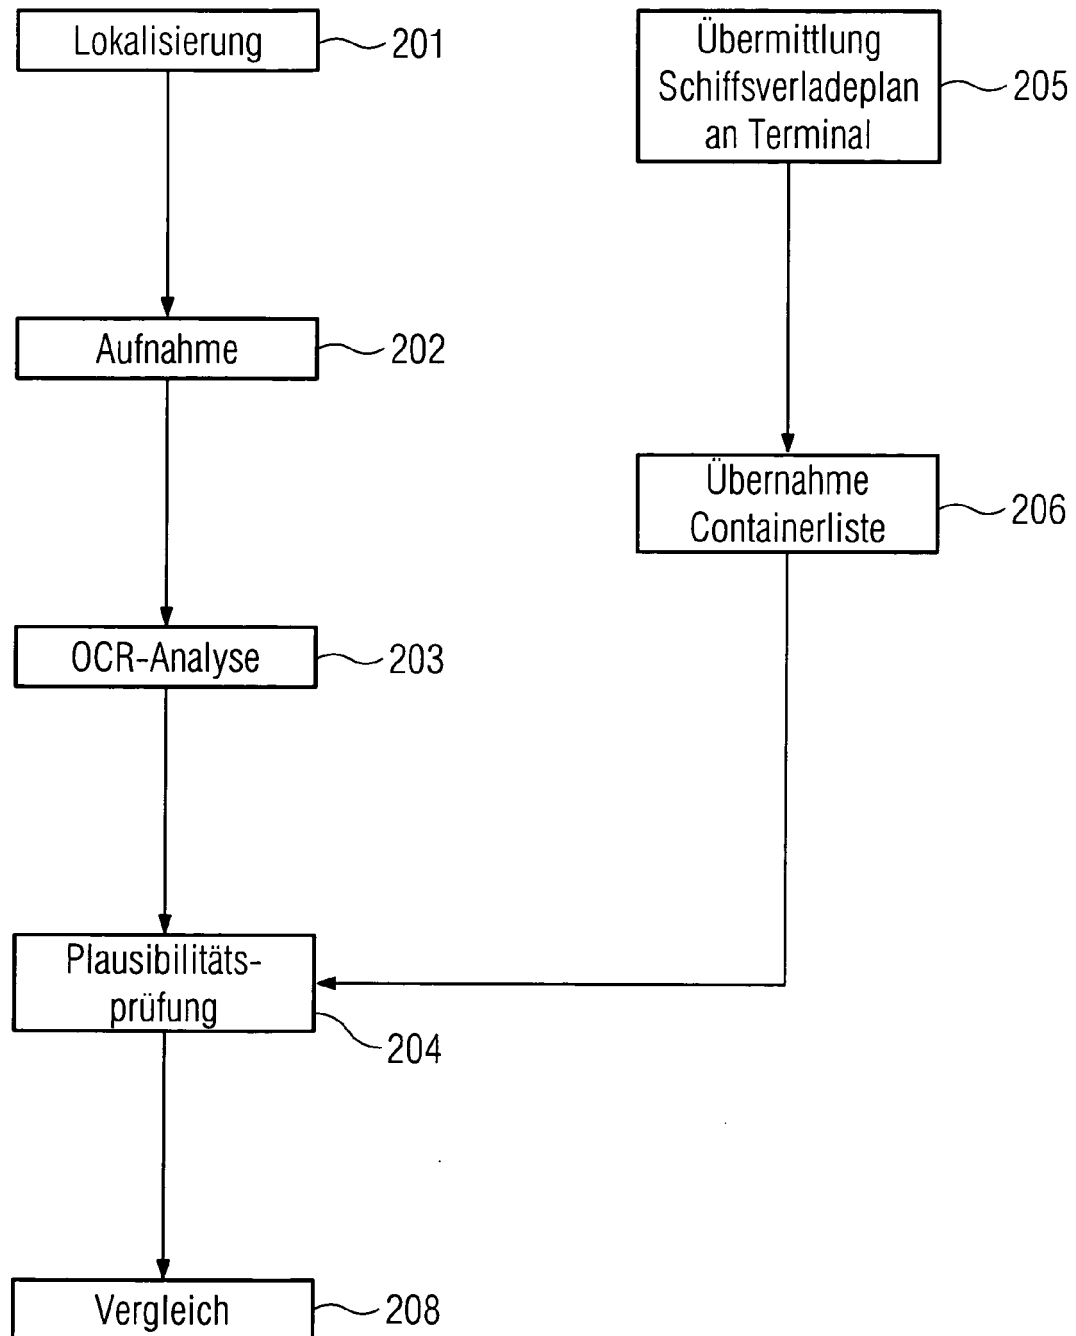 Lokalisierung
201
Übermittlung
Schiffsverladeplan
an Terminal
205
Aufnahme
202
Übernahme
Containerliste
206
OCR-Analyse
203
Plausibilitäts-
prüfung
204
Vergleich
208